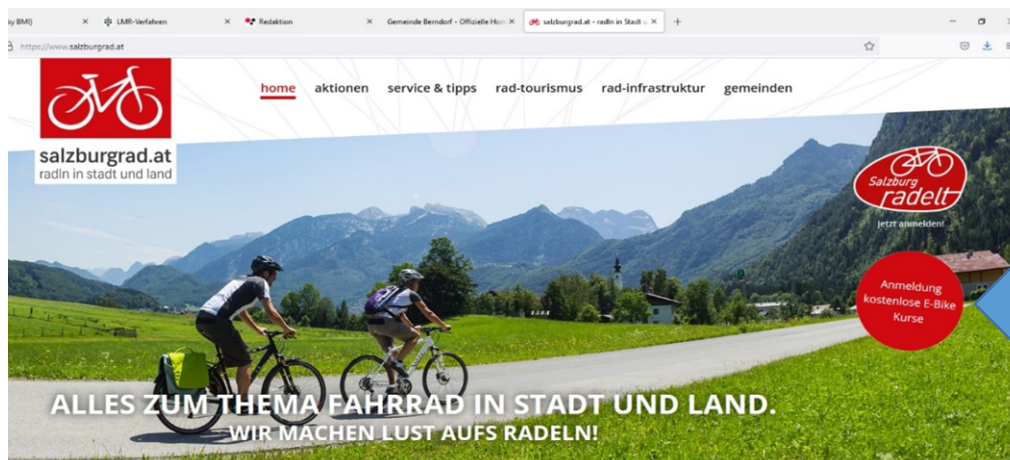 by BMI)
LMR-Verfahren
Redaktion
Gemeinde Berndorf - Offizielle Hom
salzburgrad.at - radln in Stadt u
https://www.salzburgrad.at
home aktionen service & tipps rad-tourismus rad-infrastruktur gemeinden
salzburgrad.at
radln in stadt und land
Salzburg
radelt
jetzt anmelden!
Anmeldung
kostenlose E-Bike
Kurse
ALLES ZUM THEMA FAHRRAD IN STADT UND LAND.
WIR MACHEN LUST AUFS RADELN!